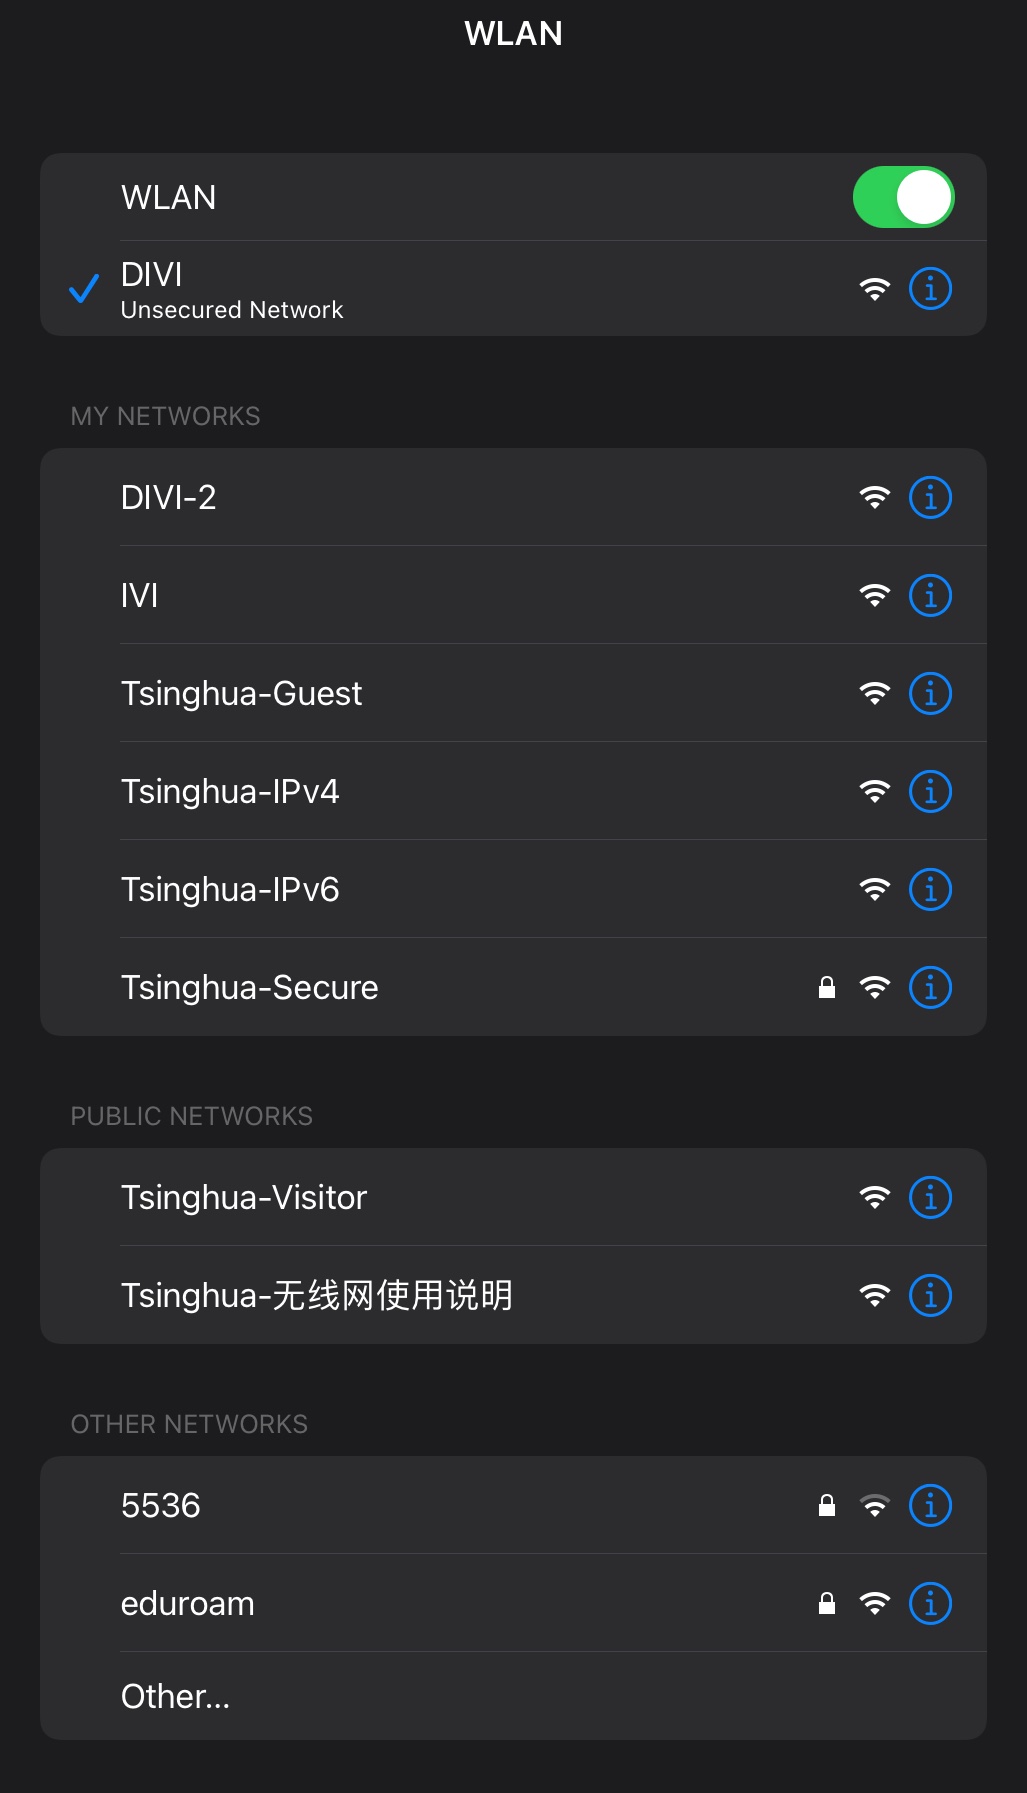 WLAN
WLAN
DIVI
Unsecured Network
MY NETWORKS
DIVI-2
IVI
Tsinghua-Guest
Tsinghua-IPv4
Tsinghua-IPv6
Tsinghua-Secure
PUBLIC NETWORKS
Tsinghua-Visitor
Tsinghua-无线网使用说明
OTHER NETWORKS
5536
eduroam
Other...